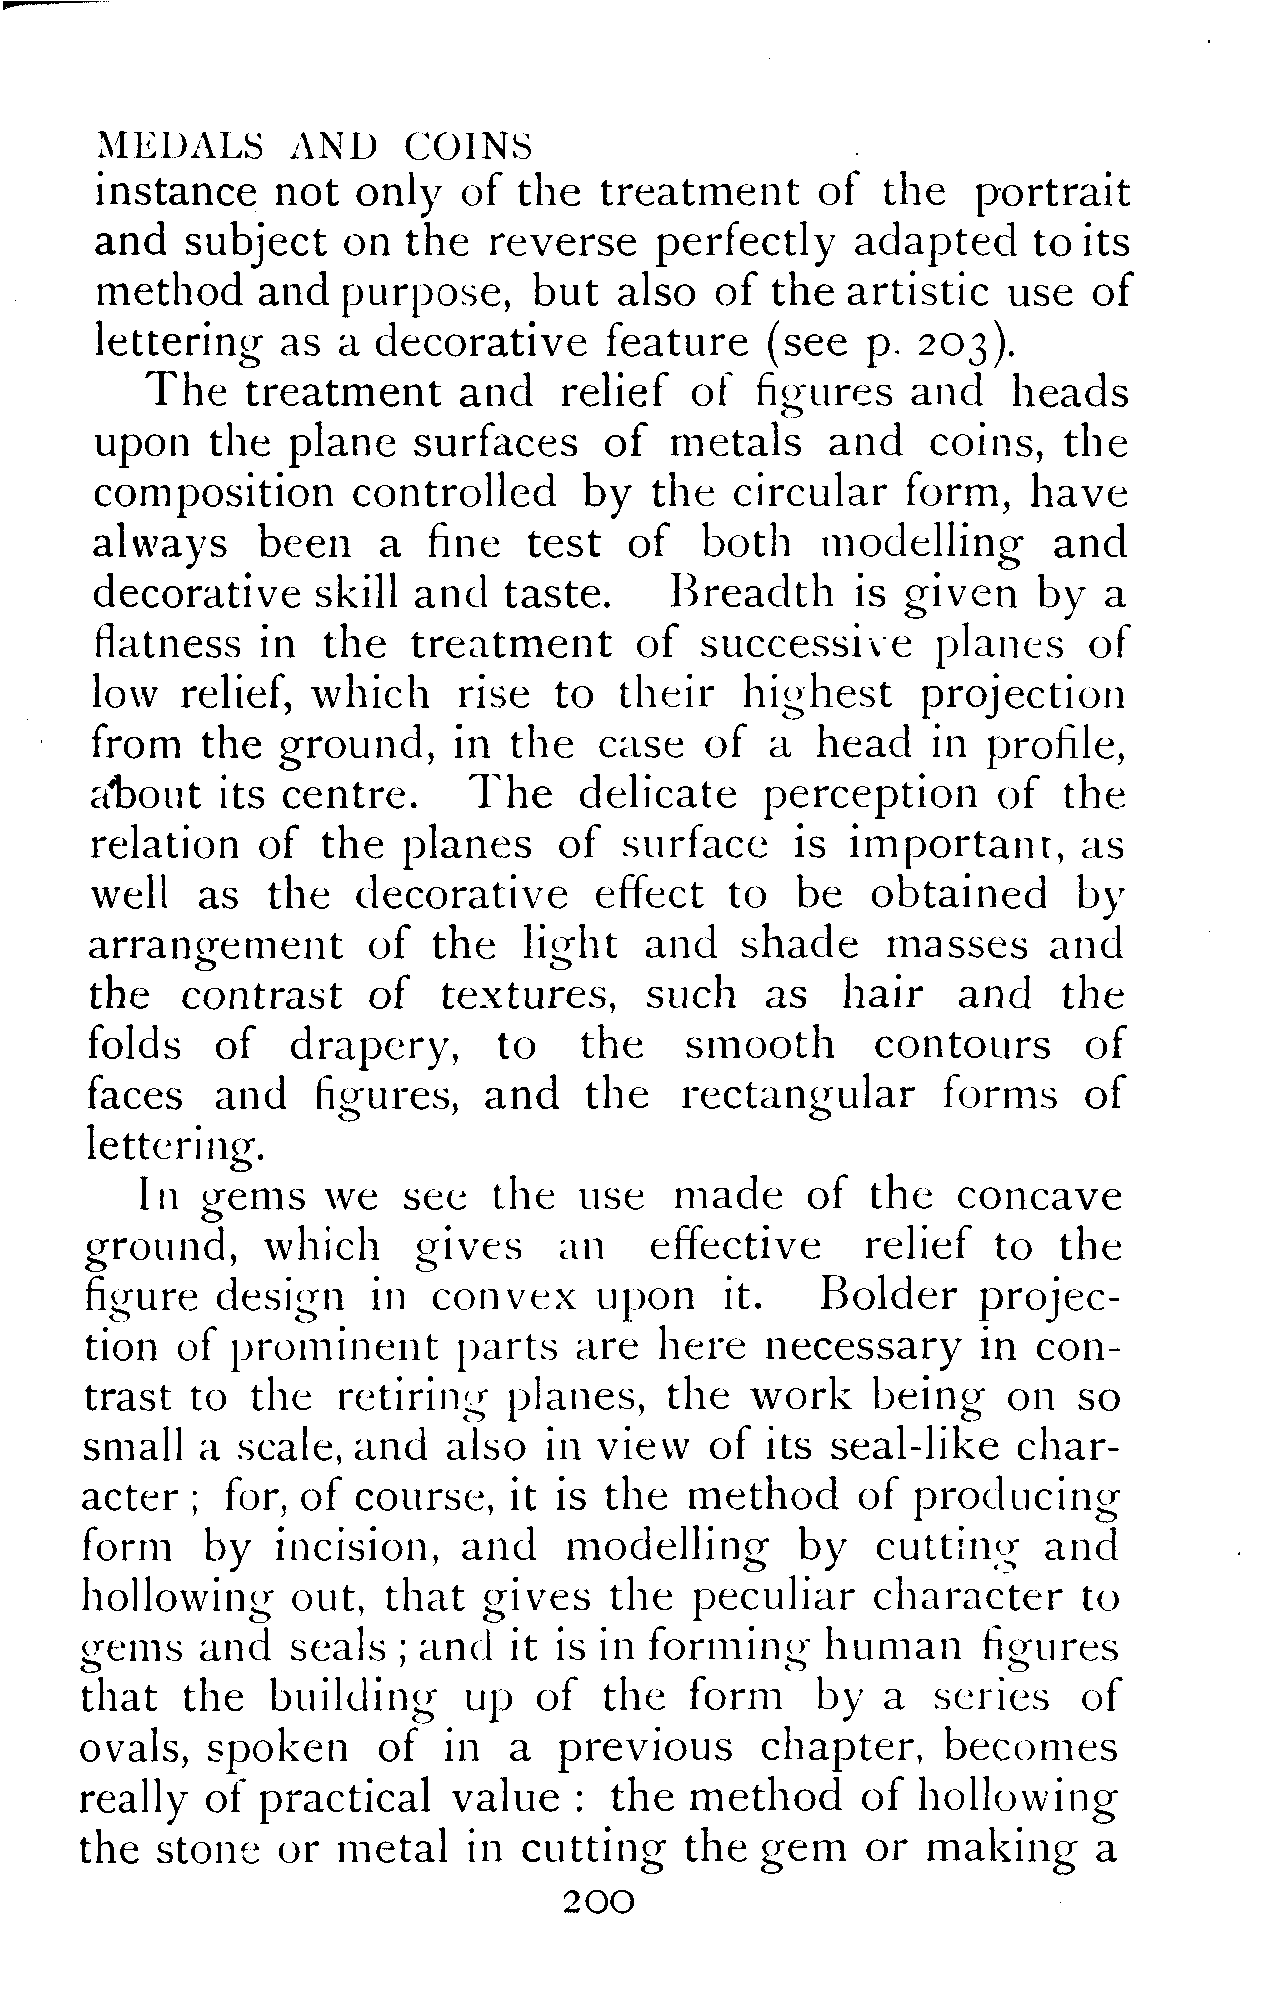 MEDALS AND COINS
instance not only of the treatment of the portrait
and subject on the reverse perfectly adapted to its
method and purpose, but also of the artistic use of
lettering as a decorative feature (see p. 203).
The treatment and relief of figures and heads
upon the plane surfaces of metals and coins, the
composition controlled by the circular form, have
always been a fine test of both modelling and
decorative skill and taste. Breadth is given by a
flatness in the treatment of successive planes of
low relief, which rise to their highest projection
from the ground, in the case of a head in profile,
about its centre. The delicate perception of the
relation of the planes of surface is important, as
well as the decorative effect to be obtained by
arrangement of the light and shade masses and
the contrast of textures, such as hair and the
folds of drapery, to the smooth contours of
faces and figures, and the rectangular forms of
lettering.
In gems we see the use made of the concave
ground, which gives an effective relief to the
figure design in convex upon it. Bolder projec-
tion of prominent parts are here necessary in con-
trast to the retiring planes, the work being on so
small a scale, and also in view of its seal-like char-
acter ; for, of course, it is the method of producing
form by incision, and modelling by cutting and
hollowing out, that gives the peculiar character to
gems and seals ; and it is in forming human figures
that the building up of the form by a series of
ovals, spoken of in a previous chapter, becomes
really of practical value : the method of hollowing
the stone or metal in cutting the gem or making a
200